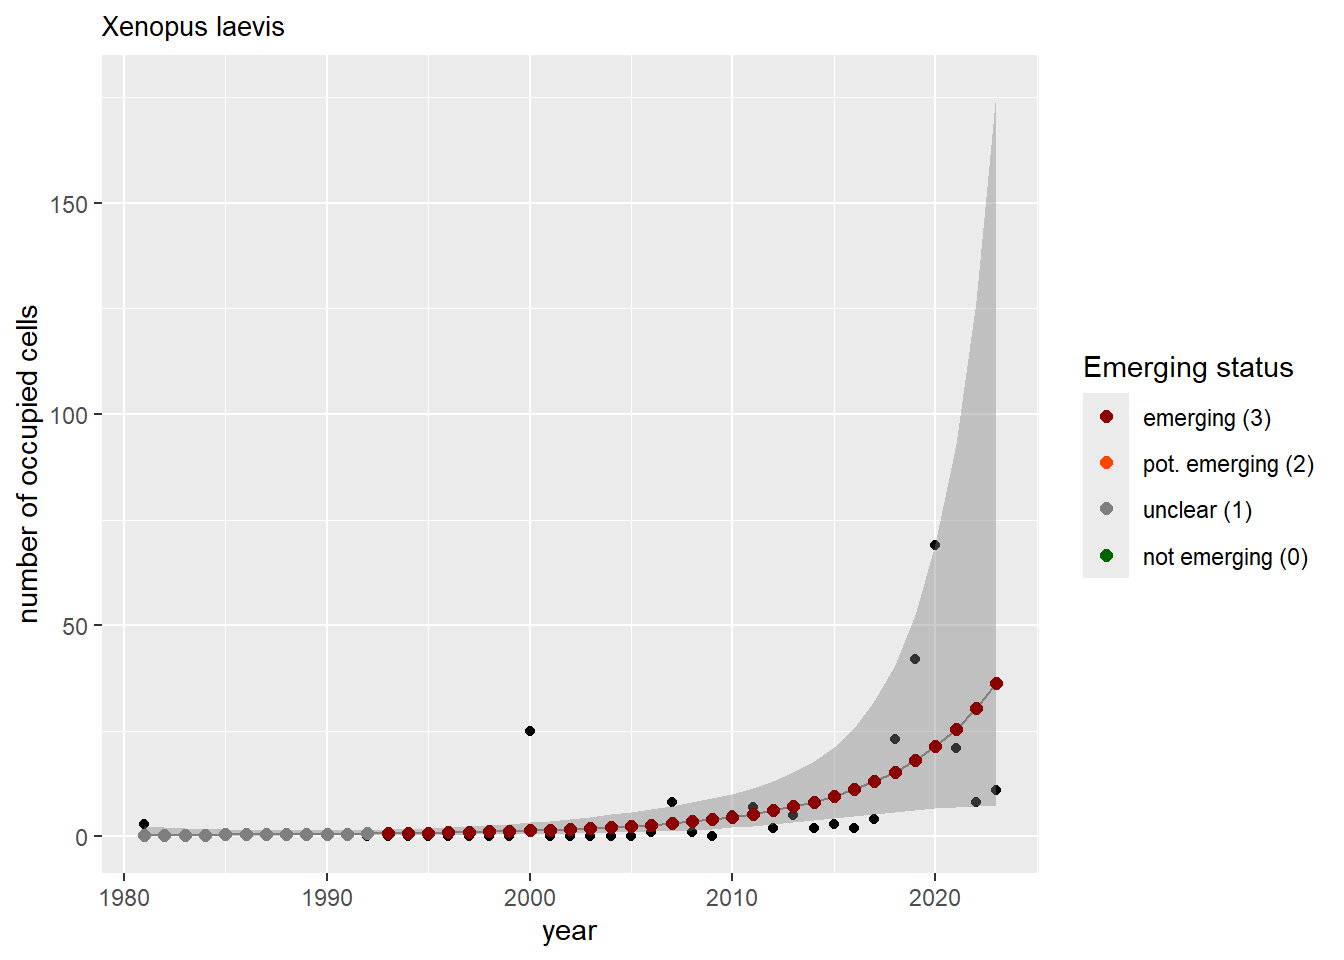 Xenopus laevis
number of occupied cells
150
100
50
0
1980 1990 2000 2010 2020
year
Emerging status
emerging (3)
pot. emerging (2)
unclear (1)
not emerging (0)